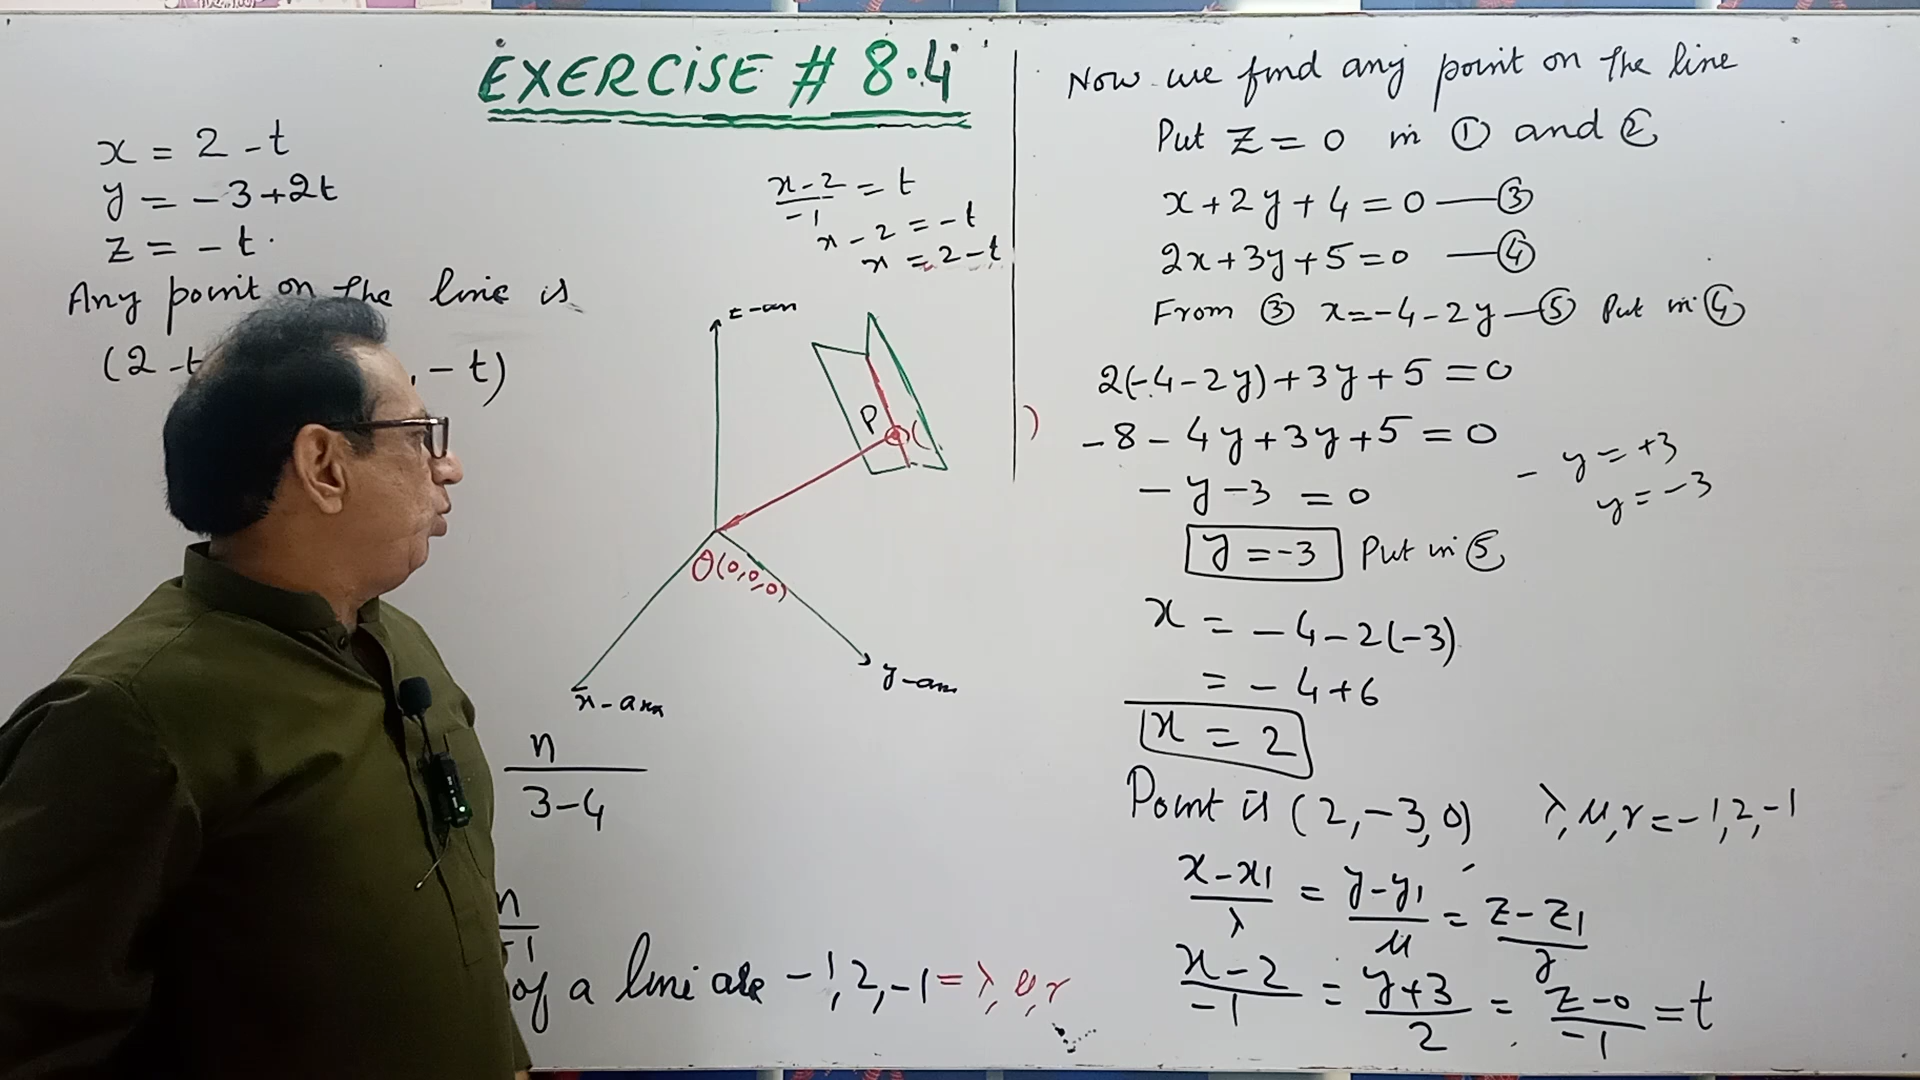 EXERCISE # 8.4
x = 2 - t
y = -3+2t
z = -t.
Any point on the line is
(2 -t , -t)
x-2/-1 = t
x - 2 = -t
x = 2-t
P
( )
O(0,0,0)
n
3-4
n
-1
of a line are -1,2,-1 = λ,μ,r
Now we find any point on the line
Put z = 0 in ① and ②
x+2y+4=0 —③
2x+3y+5=0 —④
From ③ x=-4-2y—⑤ Put in ④
2(-4-2y)+3y+5=0
-8-4y+3y+5=0
-y-3 = 0
- y=+3
y=-3
y=-3 Put in ⑤
x = -4-2(-3)
= -4+6
x = 2
Point is (2,-3,0) λ,μ,r=-1,2,-1
x-x1/λ = y-y1/μ = z-z1/r
x-2/-1 = y+3/2 = z-0/-1 = t